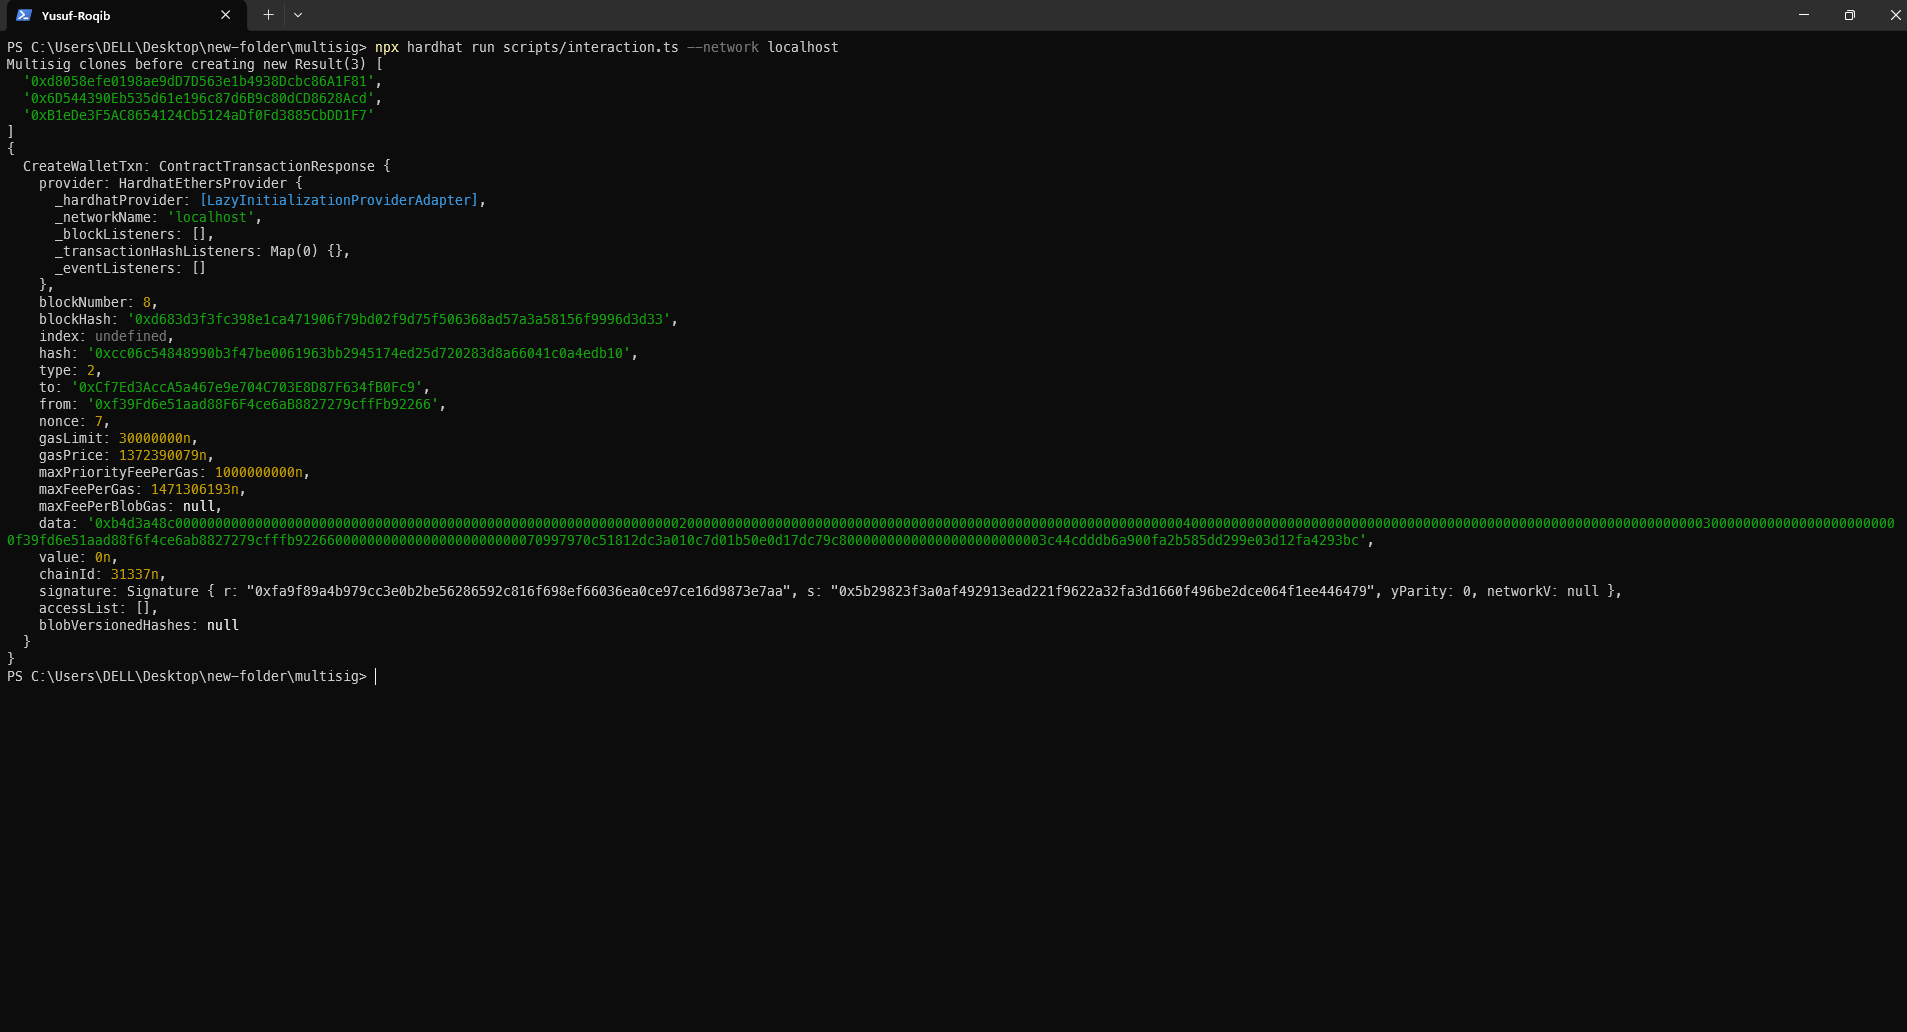 Yusuf-Roqib
PS C:\Users\DELL\Desktop\new-folder\multisig> npx hardhat run scripts/interaction.ts --network localhost
Multisig clones before creating new Result(3) [
'0xd8058efe0198ae9dD7D563e1b4938Dcbc86A1F81',
'0x6D544390Eb535d61e196c87d6B9c80dCD8628Acd',
'0xB1eDe3F5AC8654124Cb5124aDf0Fd3885CbDD1F7'
]
{
CreateWalletTxn: ContractTransactionResponse {
provider: HardhatEthersProvider {
_hardhatProvider: [LazyInitializationProviderAdapter],
_networkName: 'localhost',
_blockListeners: [],
_transactionHashListeners: Map(0) {},
_eventListeners: []
},
blockNumber: 8,
blockHash: '0xd683d3f3fc398e1ca471906f79bd02f9d75f506368ad57a3a58156f9996d3d33',
index: undefined,
hash: '0xcc06c54848990b3f47be0061963bb2945174ed25d720283d8a66041c0a4edb10',
type: 2,
to: '0xCf7Ed3AccA5a467e9e704C703E8D87F634fB0Fc9',
from: '0xf39Fd6e51aad88F6F4ce6aB8827279cffFb92266',
nonce: 7,
gasLimit: 30000000n,
gasPrice: 1372390079n,
maxPriorityFeePerGas: 1000000000n,
maxFeePerGas: 1471306193n,
maxFeePerBlobGas: null,
data: '0xb4d3a48c00000000000000000000000000000000000000000000000000000000000000020000000000000000000000000000000000000000000000000000000000000040000000000000000000000000000000000000000000000000000000000000000300000000000000000000000
0f39fd6e51aad88f6f4ce6ab8827279cfffb9226600000000000000000000000070997970c51812dc3a010c7d01b50e0d17dc79c80000000000000000000000003c44cdddb6a900fa2b585dd299e03d12fa4293bc',
value: 0n,
chainId: 31337n,
signature: Signature { r: "0xfa9f89a4b979cc3e0b2be56286592c816f698ef66036ea0ce97ce16d9873e7aa", s: "0x5b29823f3a0af492913ead221f9622a32fa3d1660f496be2dce064f1ee446479", yParity: 0, networkV: null },
accessList: [],
blobVersionedHashes: null
}
}
PS C:\Users\DELL\Desktop\new-folder\multisig>